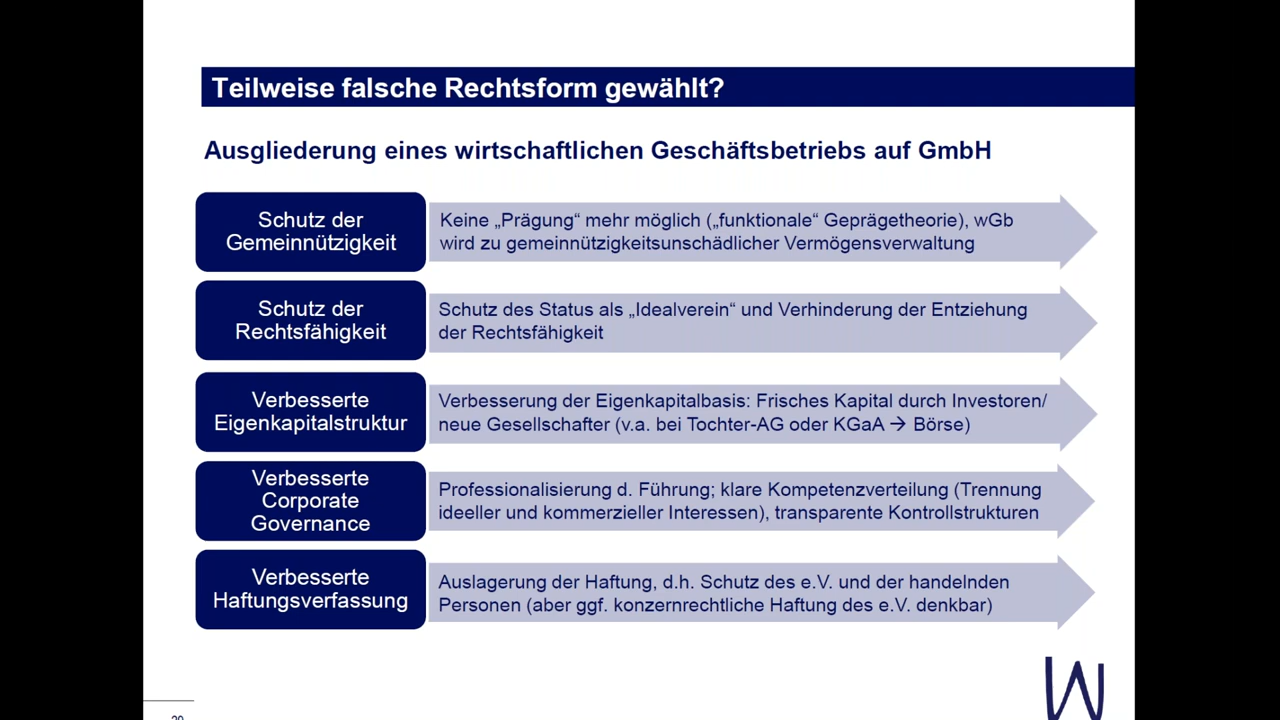 Teilweise falsche Rechtsform gewählt?
Ausgliederung eines wirtschaftlichen Geschäftsbetriebs auf GmbH
Schutz der
Gemeinnützigkeit
Keine „Prägung“ mehr möglich („funktionale“ Geprägetheorie), wGb
wird zu gemeinnützigkeitsunschädlicher Vermögensverwaltung
Schutz der
Rechtsfähigkeit
Schutz des Status als „Idealverein“ und Verhinderung der Entziehung
der Rechtsfähigkeit
Verbesserte
Eigenkapitalstruktur
Verbesserung der Eigenkapitalbasis: Frisches Kapital durch Investoren/
neue Gesellschafter (v.a. bei Tochter-AG oder KGaA → Börse)
Verbesserte
Corporate
Governance
Professionalisierung d. Führung; klare Kompetenzverteilung (Trennung
ideeller und kommerzieller Interessen), transparente Kontrollstrukturen
Verbesserte
Haftungsverfassung
Auslagerung der Haftung, d.h. Schutz des e.V. und der handelnden
Personen (aber ggf. konzernrechtliche Haftung des e.V. denkbar)
W